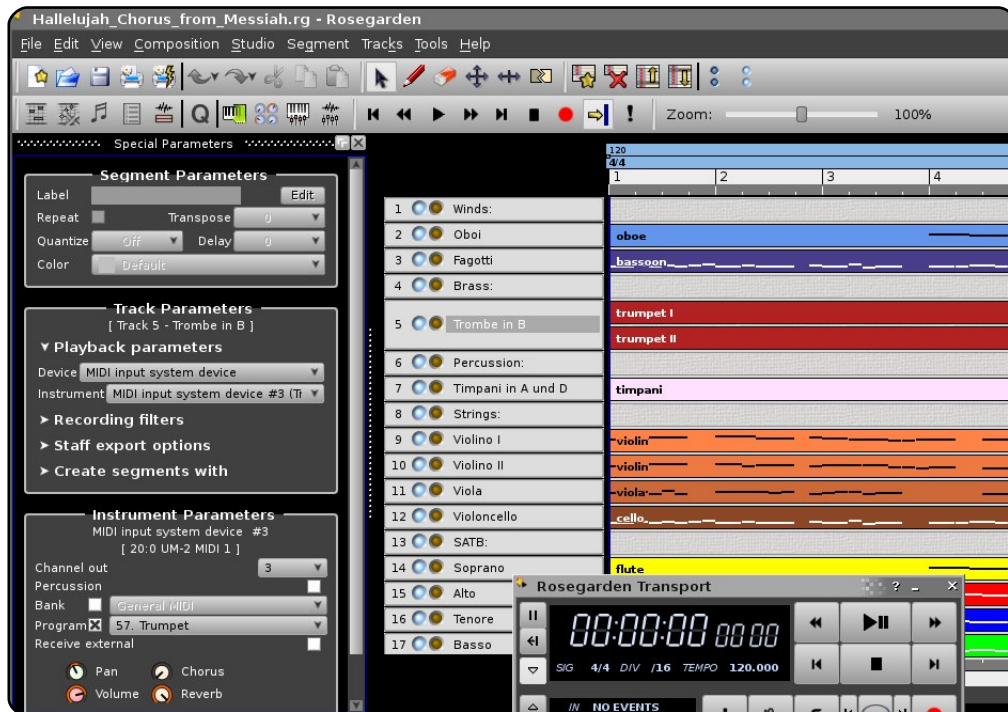 Hallelujah_Chorus_from_Messiah.rg - Rosegarden
File Edit View Composition Studio Segment Tracks Tools Help
Q Zoom: 100%
Special Parameters
Segment Parameters
Label Edit
Repeat Transpose 0
Quantize Off Delay 0
Color Default
Track Parameters
[ Track 5 - Trombe in B ]
Playback parameters
Device MIDI input system device
Instrument MIDI input system device #3 (Tr
Recording filters
Staff export options
Create segments with
Instrument Parameters
MIDI input system device #3
[ 20:0 UM-2 MIDI 1 ]
Channel out 3
Percussion
Bank General MIDI
Program 57. Trumpet
Receive external
Pan Chorus
Volume Reverb
120
4/4
1 2 3 4
1 Winds:
2 Oboi oboe
3 Fagotti bassoon
4 Brass:
5 Trombe in B trumpet I
trumpet II
6 Percussion:
7 Timpani in A und D timpani
8 Strings:
9 Violino I violin
10 Violino II violin
11 Viola viola
12 Violoncello cello
13 SATB:
14 Soprano flute
15 Alto
16 Tenore
17 Basso
Rosegarden Transport
00:00:00 00 00
SIG 4/4 DIV /16 TEMPO 120.000
IN NO EVENTS